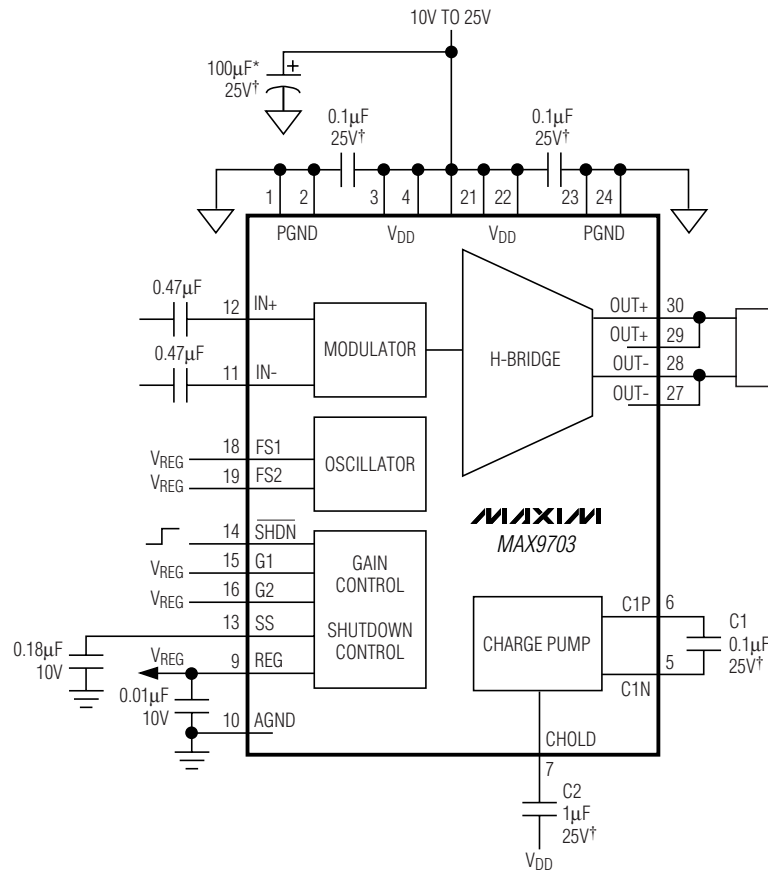 10V TO 25V
100μF*
25V†
+
0.1μF
25V†
0.1μF
25V†
1
2
3
4
21
22
23
24
PGND
VDD
VDD
PGND
0.47μF
12
IN+
0.47μF
11
IN-
MODULATOR
H-BRIDGE
OUT+
30
OUT+
29
OUT-
28
OUT-
27
VREG
18
FS1
VREG
19
FS2
OSCILLATOR
14
SHDN
VREG
15
G1
VREG
16
G2
13
SS
9
REG
GAIN
CONTROL
SHUTDOWN
CONTROL
0.18μF
10V
VREG
0.01μF
10V
10
AGND
MAXIM
MAX9703
CHARGE PUMP
C1P
6
C1
0.1μF
25V†
5
C1N
CHOLD
7
C2
1μF
25V†
VDD